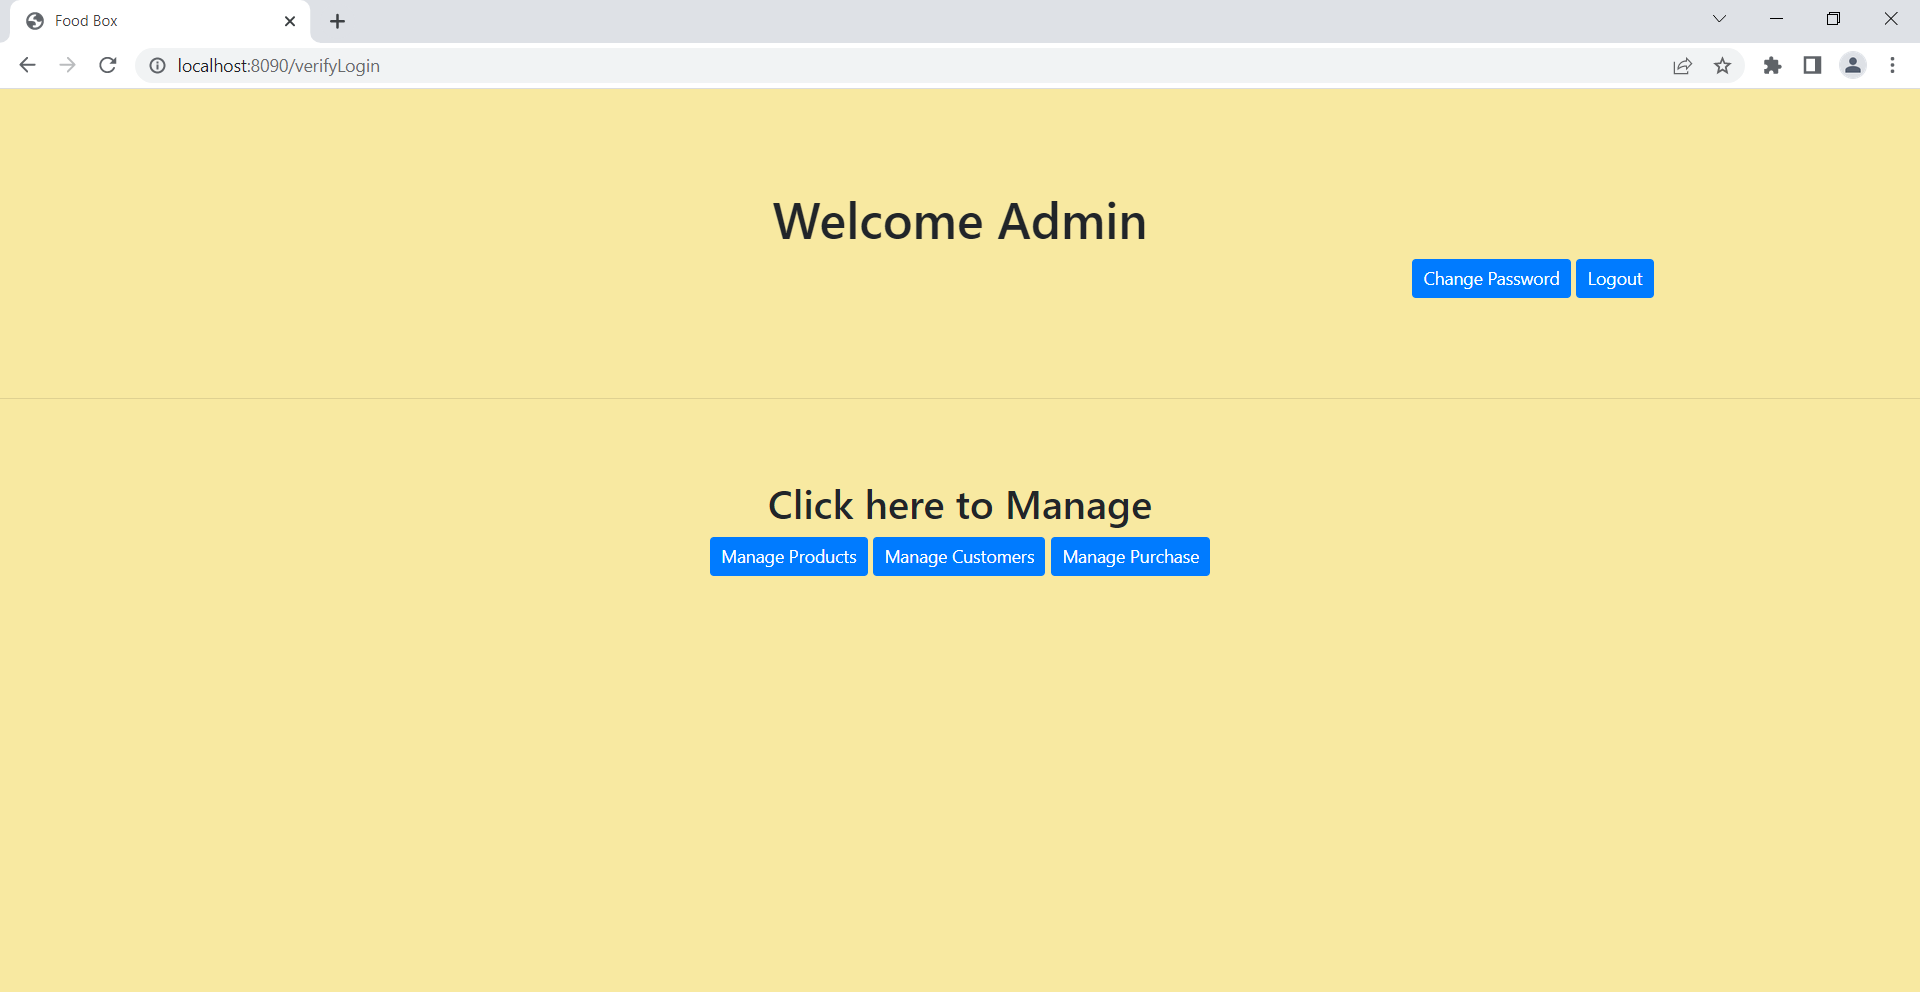 Food Box
localhost:8090/verifyLogin
Welcome Admin
Change Password Logout
Click here to Manage
Manage Products Manage Customers Manage Purchase